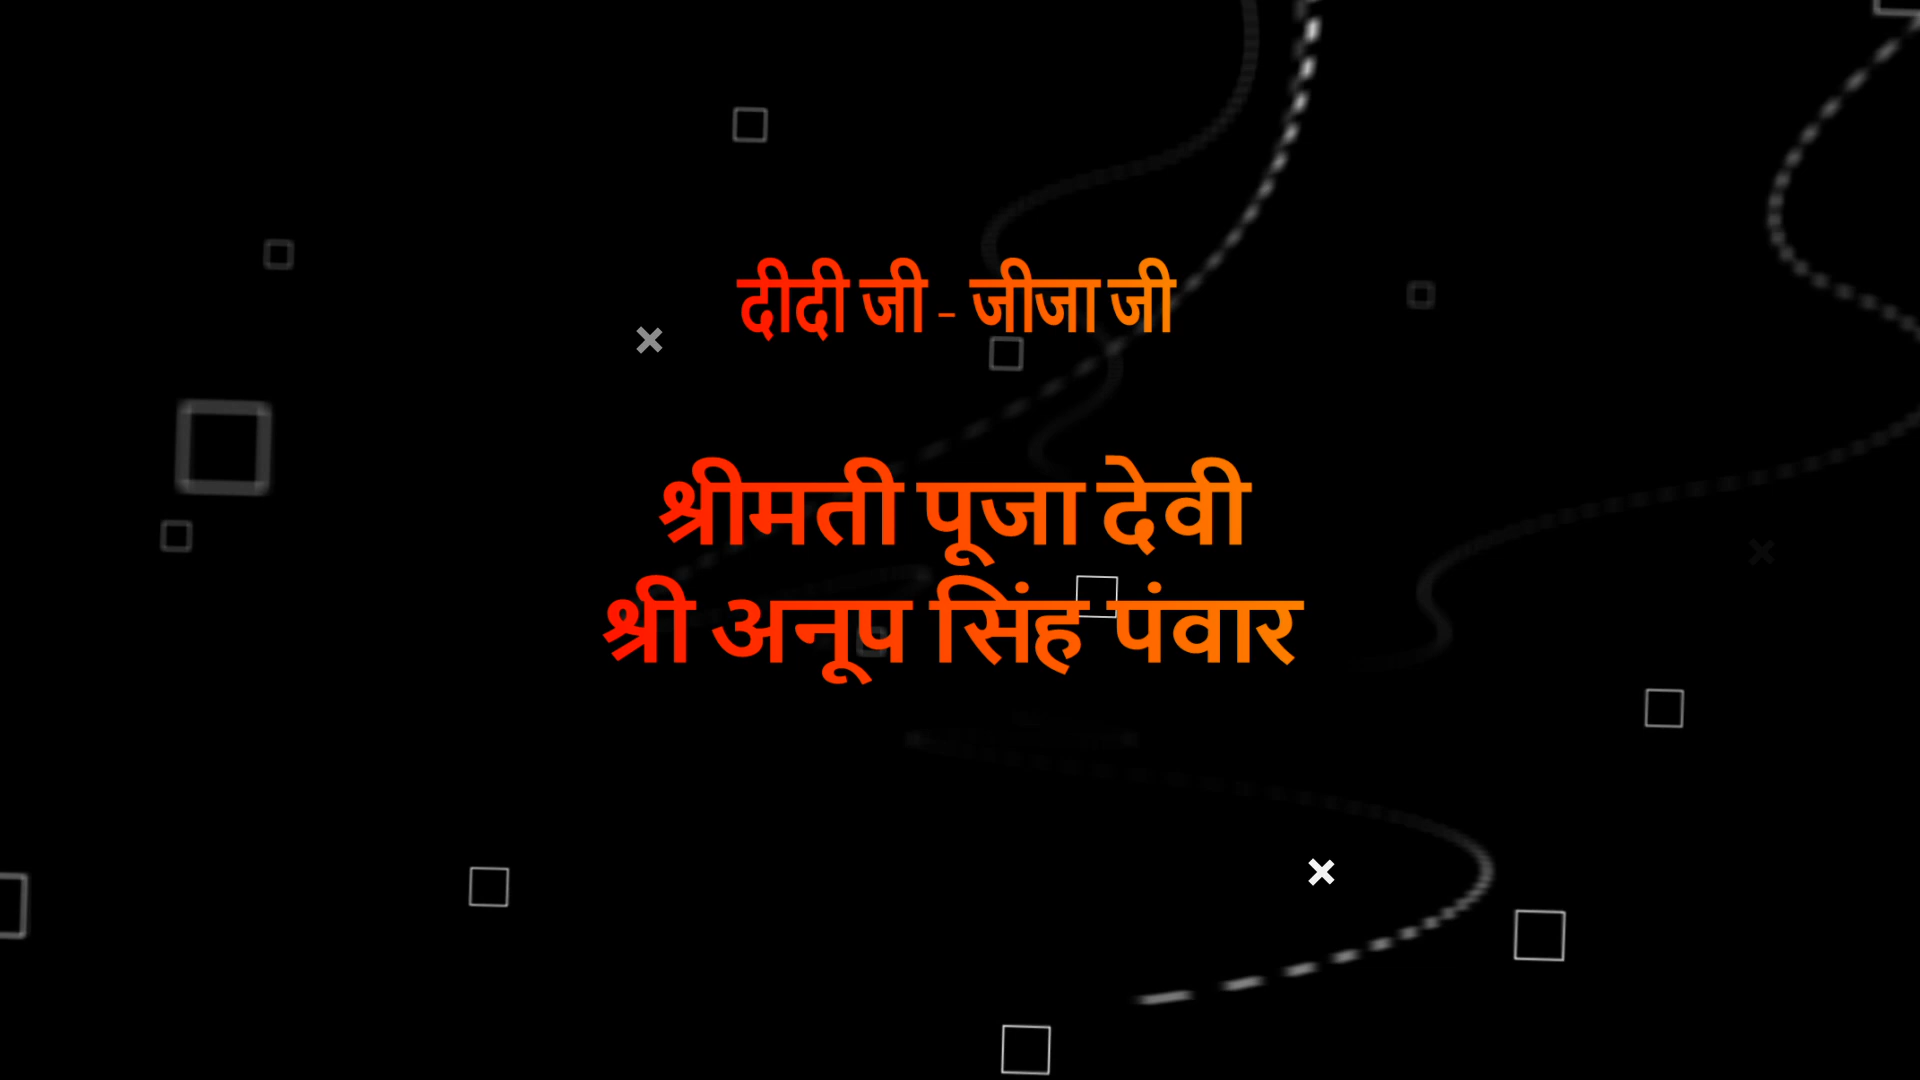 दीदी जी - जीजा जी
श्रीमती पूजा देवी
श्री अनूप सिंह पंवार